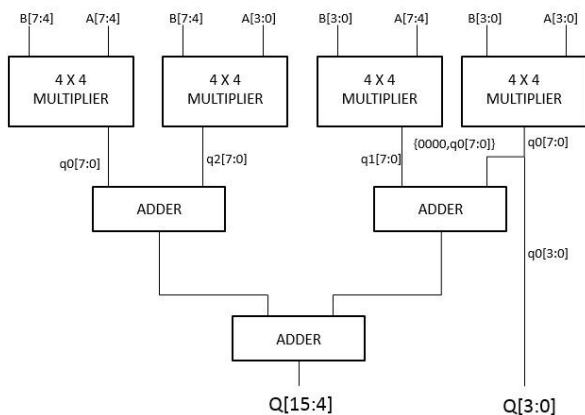 B[7:4] A[7:4] B[7:4] A[3:0] B[3:0] A[7:4] B[3:0] A[3:0]
4 X 4
MULTIPLIER
4 X 4
MULTIPLIER
4 X 4
MULTIPLIER
4 X 4
MULTIPLIER
q0[7:0]
q2[7:0]
q1[7:0]
{0000,q0[7:0]}
q0[7:0]
ADDER
ADDER
q0[3:0]
ADDER
Q[15:4]
Q[3:0]